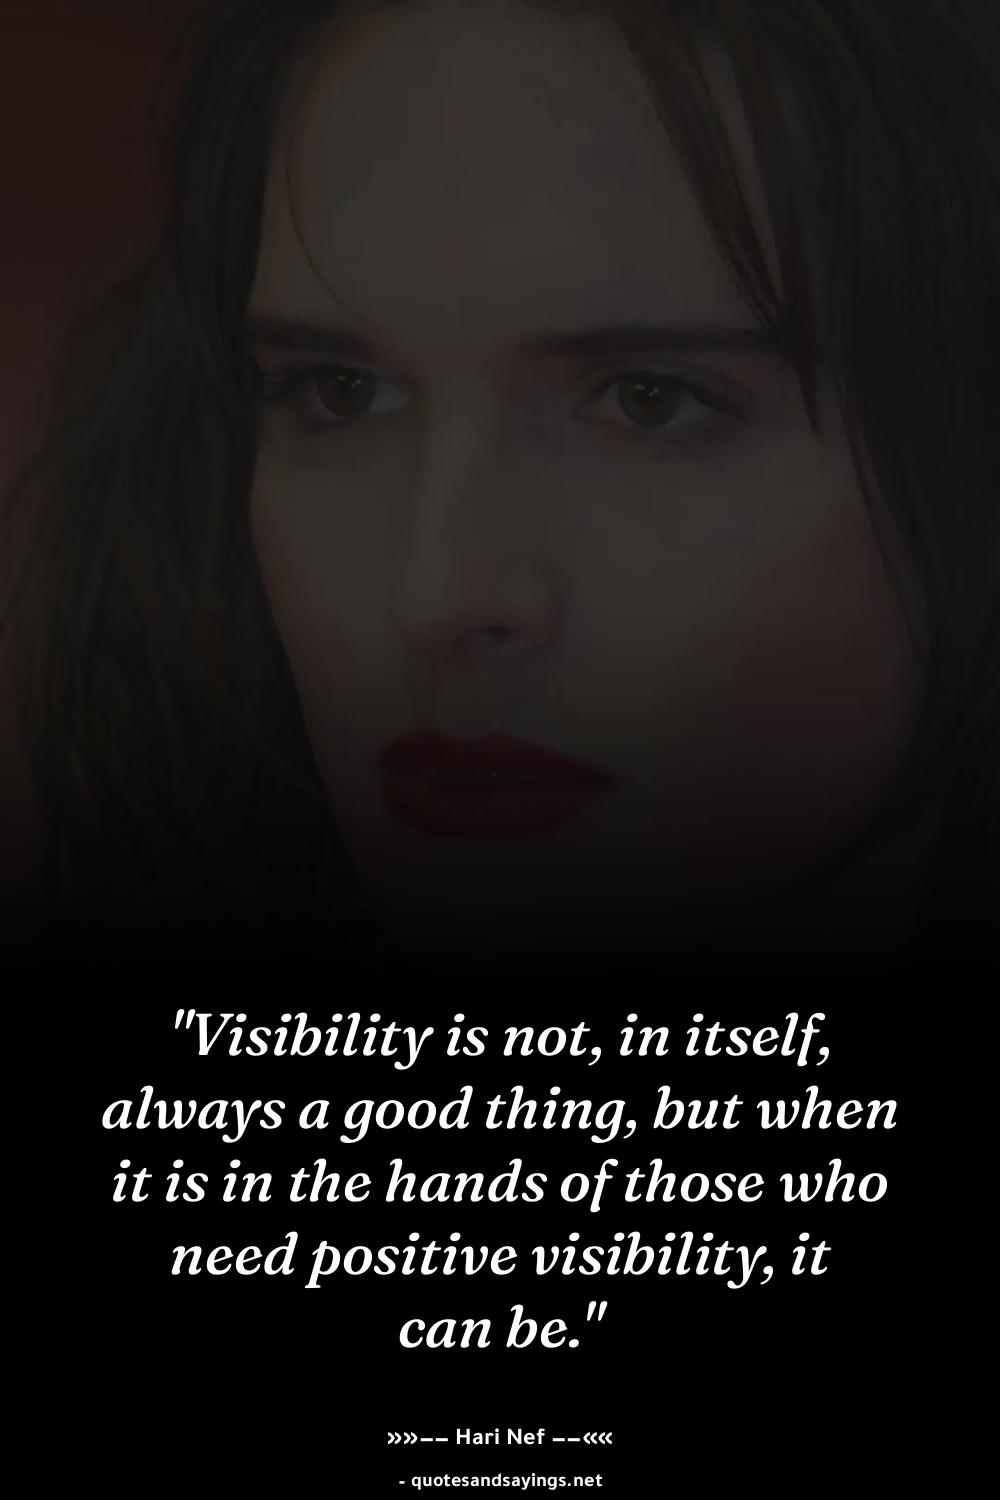 "Visibility is not, in itself,
always a good thing, but when
it is in the hands of those who
need positive visibility, it
can be."
»»−− Hari Nef −−««
- quotesandsayings.net